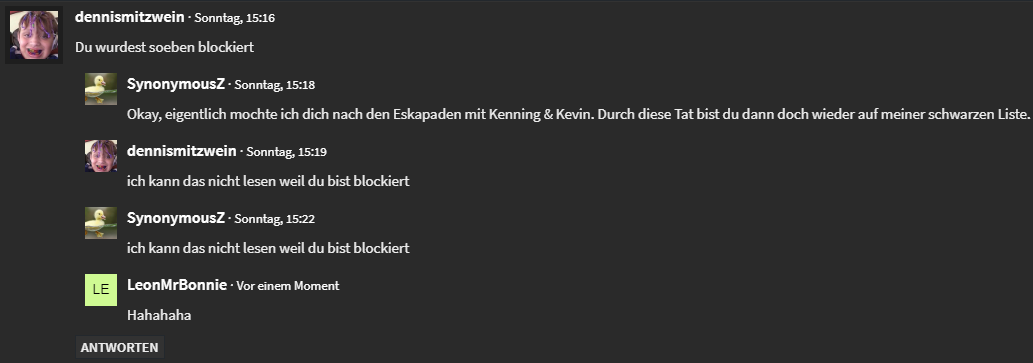 dennismitzwein · Sonntag, 15:16
Du wurdest soeben blockiert
SynonymousZ · Sonntag, 15:18
Okay, eigentlich mochte ich dich nach den Eskapaden mit Kenning & Kevin. Durch diese Tat bist du dann doch wieder auf meiner schwarzen Liste.
dennismitzwein · Sonntag, 15:19
ich kann das nicht lesen weil du bist blockiert
SynonymousZ · Sonntag, 15:22
ich kann das nicht lesen weil du bist blockiert
LE
LeonMrBonnie · Vor einem Moment
Hahahaha
ANTWORTEN